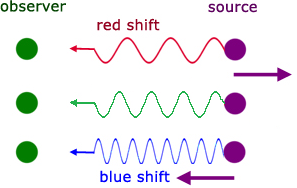 observer
source
red shift
blue shift